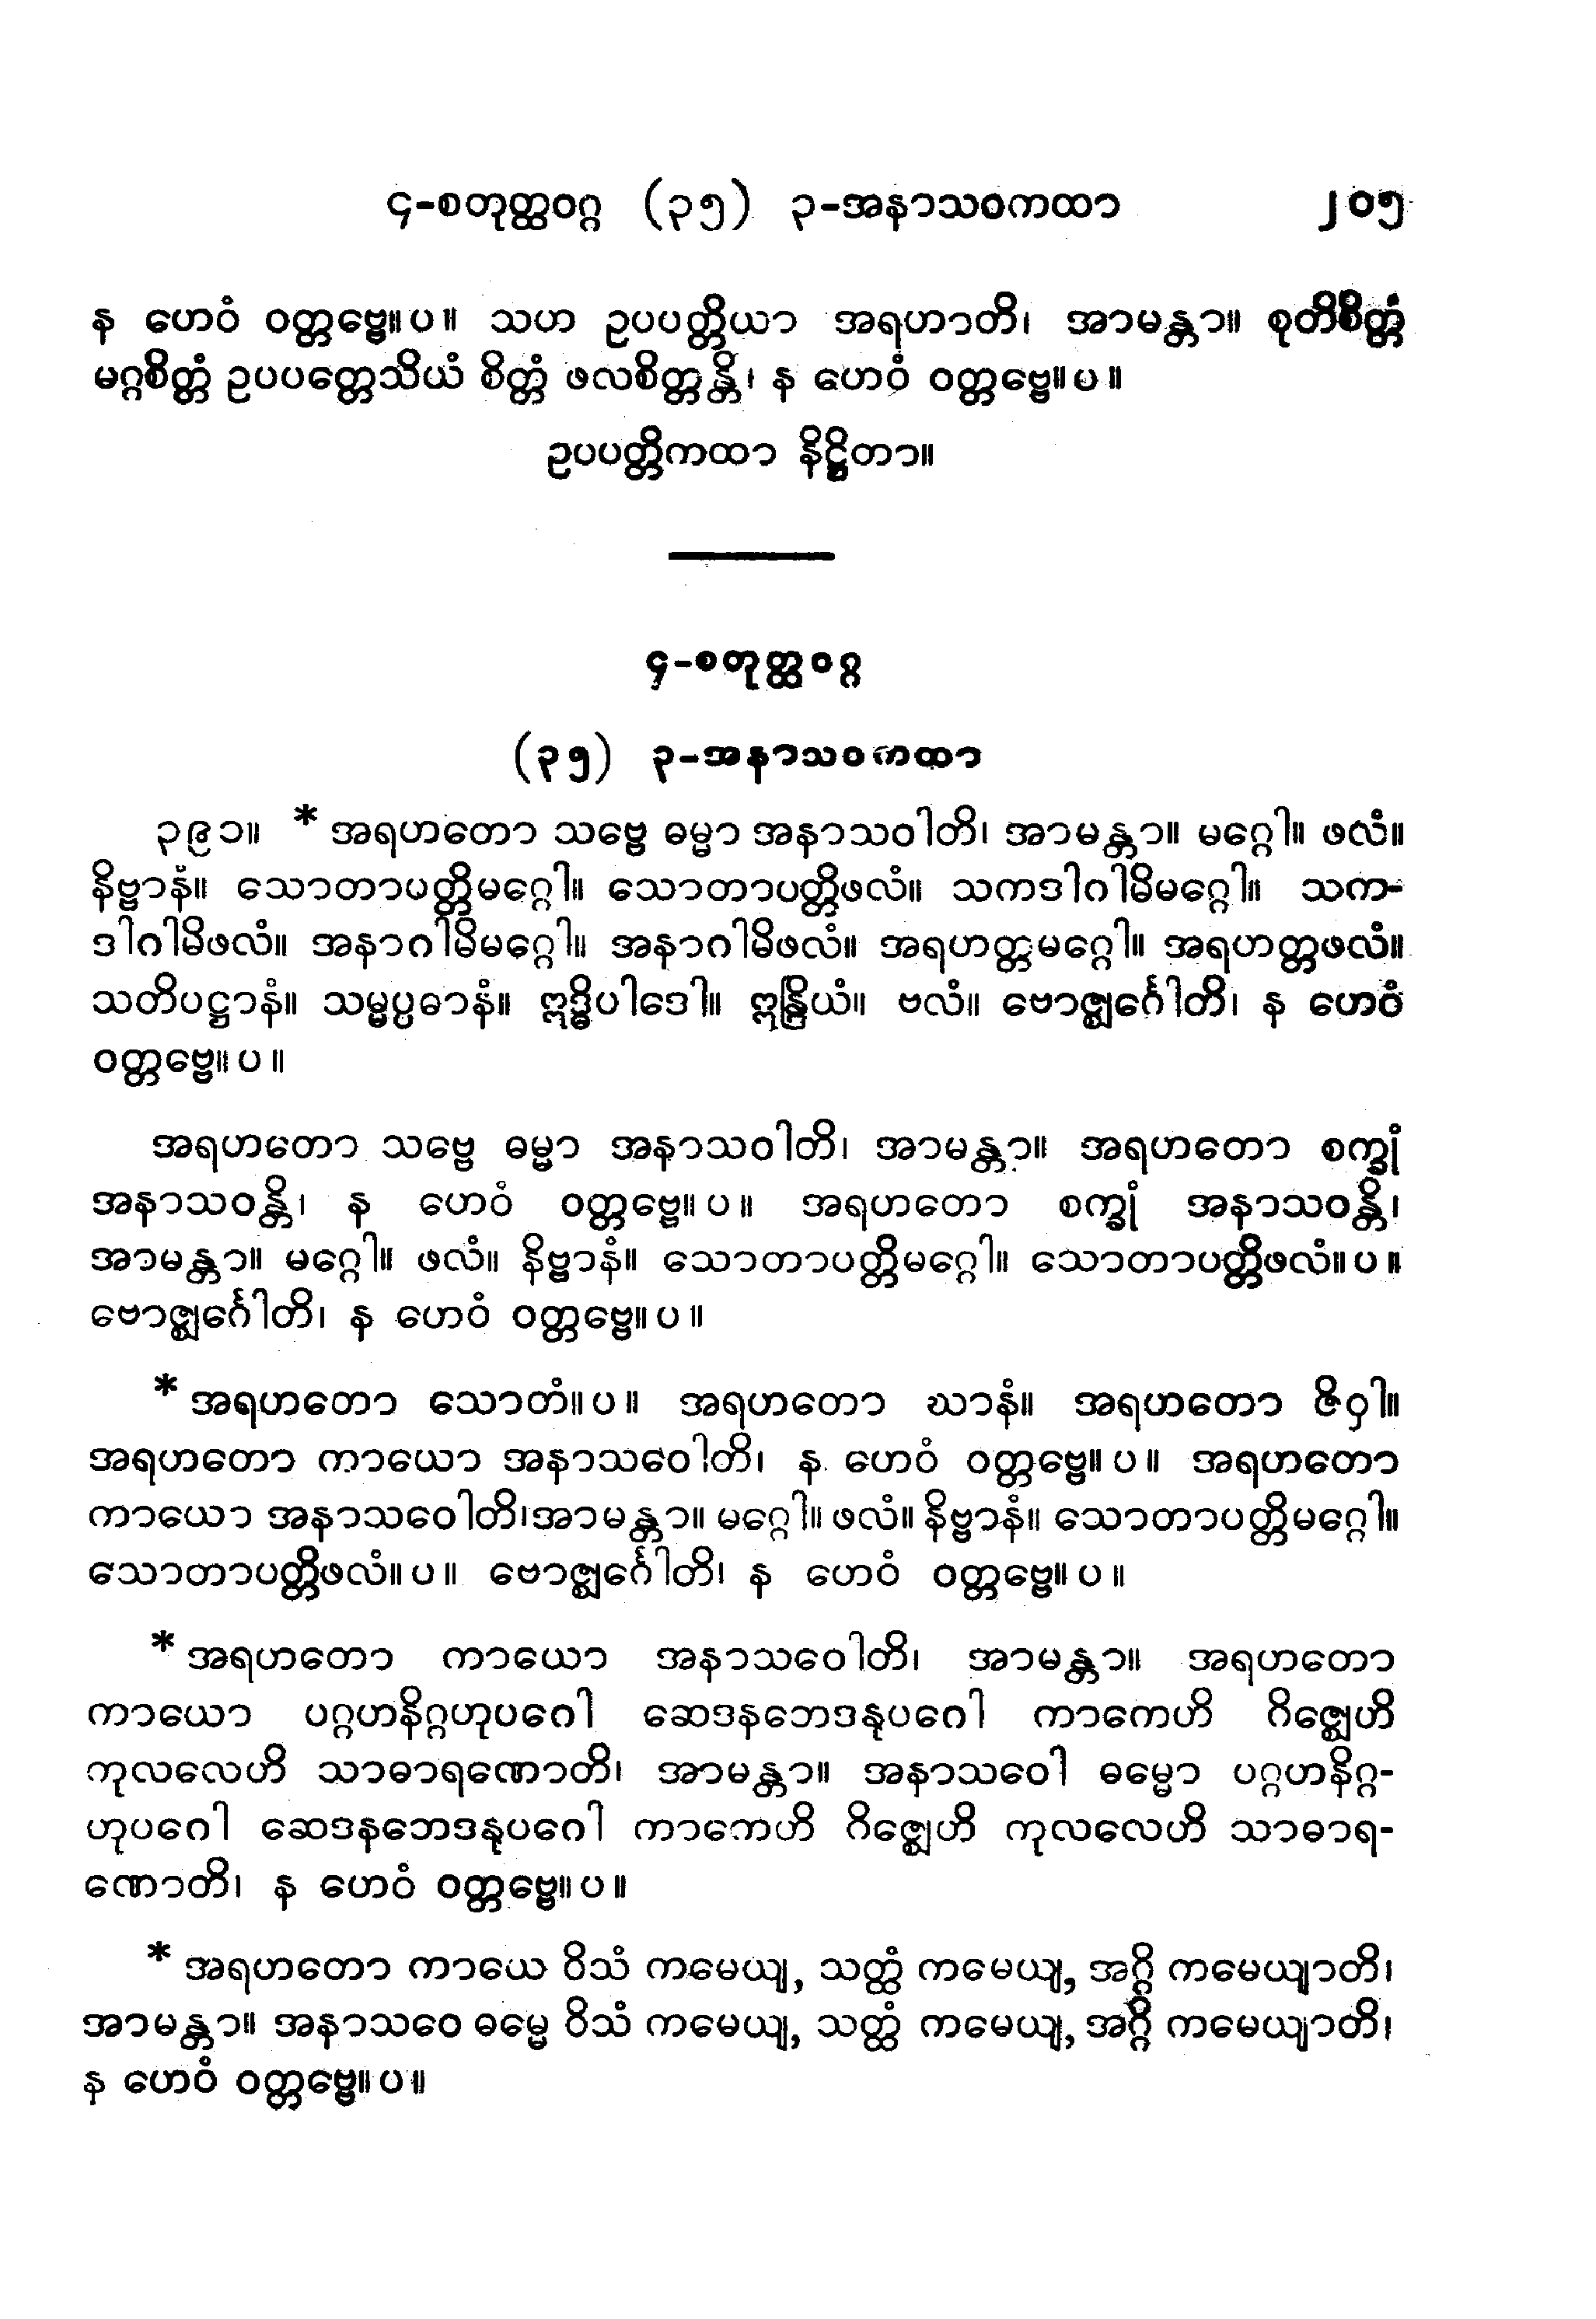 ၄-စတုတ္ထဝဂ္ဂ (၃၅) ၃-အနာသဝကထာ ၂၀၅
န ဟေဝံ ဝတ္တဗ္ဗေ။ပ။ သဟ ဥပပတ္တိယာ အရဟာတိ၊ အာမန္တာ။ စုတိစိတ္တံ
မဂ္ဂစိတ္တံ ဥပပတ္တေသိယံ စိတ္တံ ဖလစိတ္တန္တိ၊ န ဟေဝံ ဝတ္တဗ္ဗေ။ပ။
ဥပပတ္တိကထာ နိဋ္ဌိတာ။
၄-စတုတ္ထဝဂ္ဂ
(၃၅) ၃-အနာသဝကထာ
၃၉၁။ * အရဟတော သဗ္ဗေ ဓမ္မာ အနာသဝါတိ၊ အာမန္တာ။ မဂ္ဂေါ။ ဖလံ။
နိဗ္ဗာနံ။ သောတာပတ္တိမဂ္ဂေါ။ သောတာပတ္တိဖလံ။ သကဒါဂါမိမဂ္ဂေါ။ သက-
ဒါဂါမိဖလံ။ အနာဂါမိမဂ္ဂေါ။ အနာဂါမိဖလံ။ အရဟတ္တမဂ္ဂေါ။ အရဟတ္တဖလံ။
သတိပဋ္ဌာနံ။ သမ္မပ္ပဓာနံ။ ဣဒ္ဓိပါဒေါ။ ဣန္ဒြိယံ။ ဗလံ။ ဗောဇ္ဈင်္ဂေါတိ၊ န ဟေဝံ
ဝတ္တဗ္ဗေ။ပ။
အရဟတော သဗ္ဗေ ဓမ္မာ အနာသဝါတိ၊ အာမန္တာ။ အရဟတော စက္ခုံ
အနာသဝန္တိ၊ န ဟေဝံ ဝတ္တဗ္ဗေ။ပ။ အရဟတော စက္ခုံ အနာသဝန္တိ၊
အာမန္တာ။ မဂ္ဂေါ။ ဖလံ။ နိဗ္ဗာနံ။ သောတာပတ္တိမဂ္ဂေါ။ သောတာပတ္တိဖလံ။ပ။
ဗောဇ္ဈင်္ဂေါတိ၊ န ဟေဝံ ဝတ္တဗ္ဗေ။ပ။
* အရဟတော သောတံ။ပ။ အရဟတော ဃာနံ။ အရဟတော ဇိဝှါ။
အရဟတော ကာယော အနာသဝေါတိ၊ န ဟေဝံ ဝတ္တဗ္ဗေ။ပ။ အရဟတော
ကာယော အနာသဝေါတိ၊အာမန္တာ။ မဂ္ဂေါ။ ဖလံ။ နိဗ္ဗာနံ။ သောတာပတ္တိမဂ္ဂေါ။
သောတာပတ္တိဖလံ။ပ။ ဗောဇ္ဈင်္ဂေါတိ၊ န ဟေဝံ ဝတ္တဗ္ဗေ။ပ။
* အရဟတော ကာယော အနာသဝေါတိ၊ အာမန္တာ။ အရဟတော
ကာယော ပဂ္ဂဟနိဂ္ဂဟုပဂေါ ဆေဒနဘေဒနုပဂေါ ကာကေဟိ ဂိဇ္ဈေဟိ
ကုလလေဟိ သာဓာရဏောတိ၊ အာမန္တာ။ အနာသဝေါ ဓမ္မော ပဂ္ဂဟနိဂ္ဂ-
ဟုပဂေါ ဆေဒနဘေဒနုပဂေါ ကာကေဟိ ဂိဇ္ဈေဟိ ကုလလေဟိ သာဓာရ-
ဏောတိ၊ န ဟေဝံ ဝတ္တဗ္ဗေ။ပ။
* အရဟတော ကာယေ ဝိသံ ကမေယျ, သတ္ထံ ကမေယျ, အဂ္ဂိ ကမေယျာတိ၊
အာမန္တာ။ အနာသဝေ ဓမ္မေ ဝိသံ ကမေယျ, သတ္ထံ ကမေယျ, အဂ္ဂိ ကမေယျာတိ၊
န ဟေဝံ ဝတ္တဗ္ဗေ။ပ။